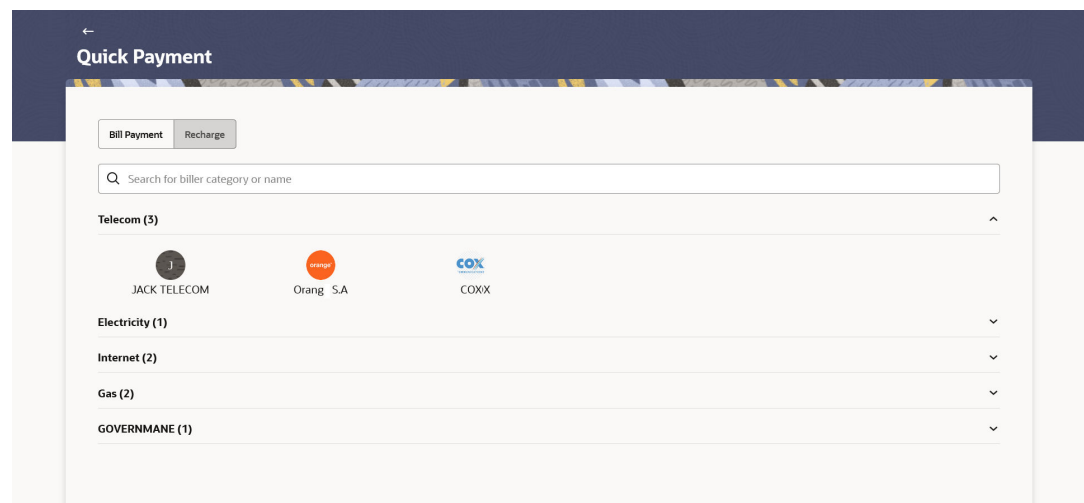 Quick Payment
Bill Payment Recharge
Search for biller category or name
Telecom (3)
J orange COX
JACK TELECOM Orang S.A COXX
Electricity (1)
Internet (2)
Gas (2)
GOVERNMANE (1)